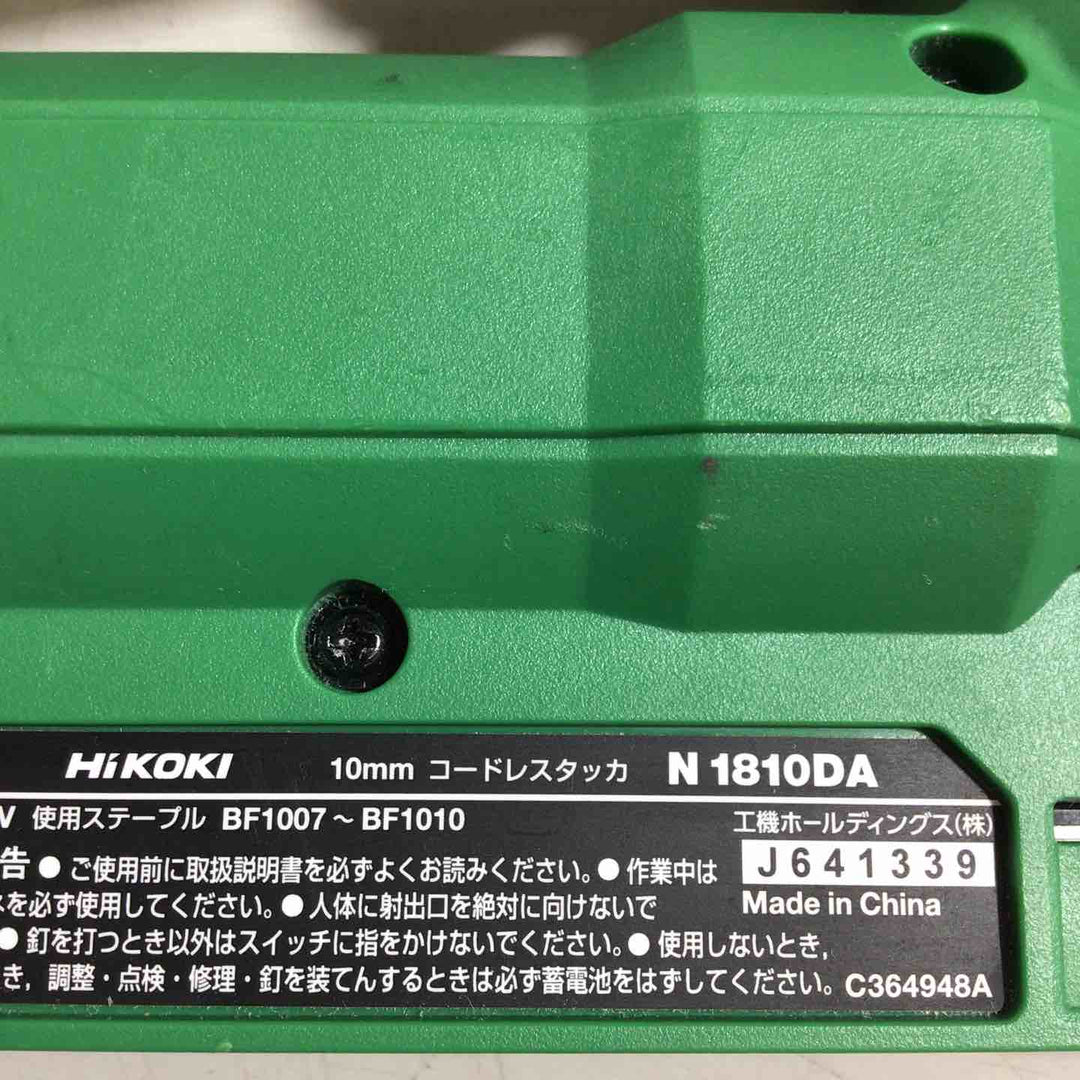 HiKOKI 10mm コードレスタッカ N 1810DA
V 使用ステープル BF1007～BF1010
工機ホールディングス(株)
告 ● ご使用前に取扱説明書を必ずよくお読みください。● 作業中は
J641339
を必ず使用してください。● 人体に射出口を絶対に向けないで
Made in China
● 釘を打つとき以外はスイッチに指をかけないでください。● 使用しないとき,
き, 調整・点検・修理・釘を装てんするときは必ず蓄電池をはずしてください。 C364948A